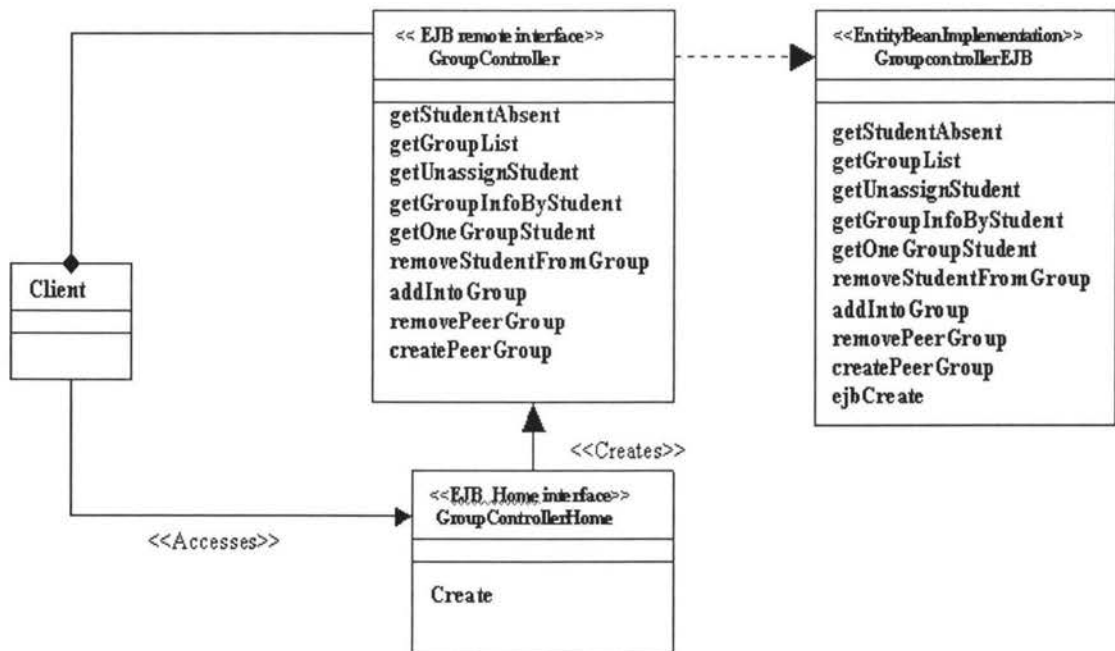 << EJB remote interface>>
GroupController
getStudentAbsent
getGroupList
getUnassignStudent
getGroupInfoByStudent
getOneGroupStudent
removeStudentFromGroup
addIntoGroup
removePeerGroup
createPeerGroup
<<EntityBeanImplementation>>
GroupcontrollerEJB
getStudentAbsent
getGroupList
getUnassignStudent
getGroupInfoByStudent
getOneGroupStudent
removeStudentFromGroup
addIntoGroup
removePeerGroup
createPeerGroup
ejbCreate
Client
<<Creates>>
<<Accesses>>
<<EJB Home interface>>
GroupControllerHome
Create